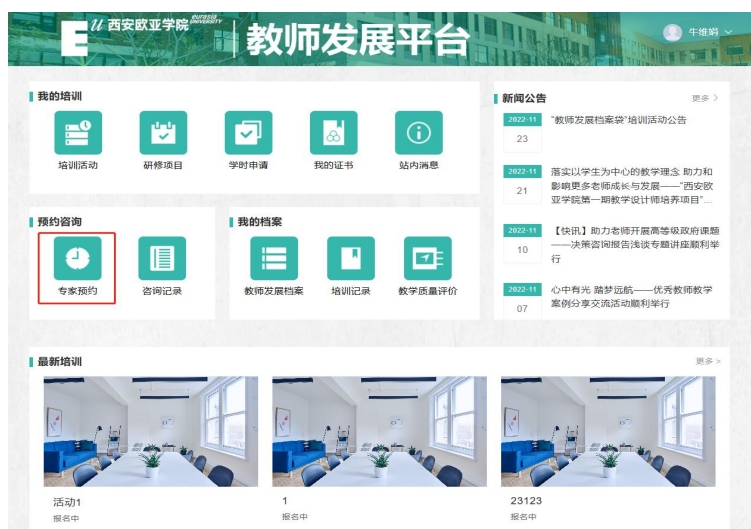 西安欧亚学院
eurasia
UNIVERSITY
教师发展平台
牛维娟
我的培训
培训活动
研修项目
学时申请
我的证书
站内消息
预约咨询
专家预约
咨询记录
我的档案
教师发展档案
培训记录
教学质量评价
新闻公告
更多 >
2022-11
23
"教师发展档案袋"培训活动公告
2022-11
21
落实以学生为中心的教学理念 助力和
影响更多老师成长与发展——"西安欧
亚学院第一期教学设计师培养项目"...
2022-11
10
【快讯】助力老师开展高等级政府课题
——决策咨询报告浅谈专题讲座顺利举
行
2022-11
07
心中有光 踏梦远航——优秀教师教学
案例分享交流活动顺利举行
最新培训
更多 >
活动1
报名中
1
报名中
23123
报名中